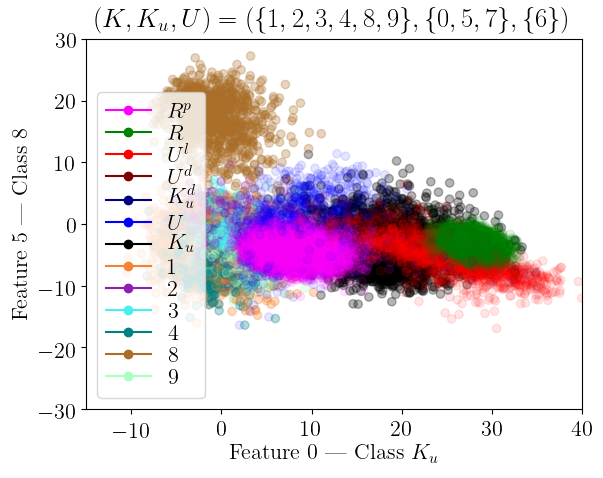 (K, K_u, U) = ({1, 2, 3, 4, 8, 9}, {0, 5, 7}, {6})
30
20
10
0
−10
−20
−30
Feature 5 — Class 8
R^p
R
U^l
U^d
K_u^d
U
K_u
1
2
3
4
8
9
−10
0
10
20
30
40
Feature 0 — Class K_u